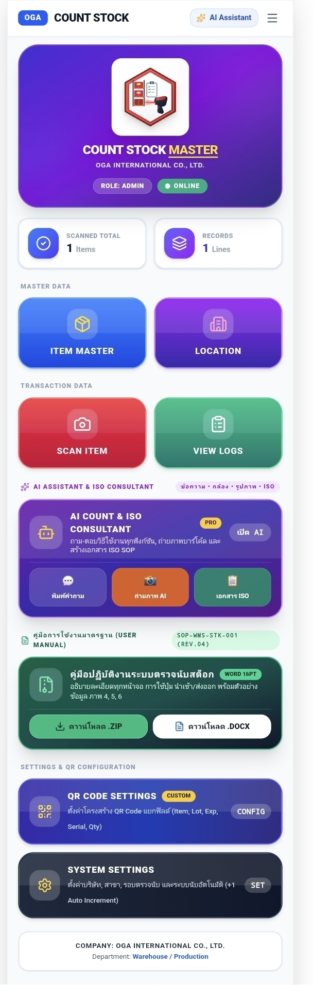 OGA COUNT STOCK AI Assistant
COUNT STOCK MASTER
OGA INTERNATIONAL CO., LTD.
ROLE: ADMIN ONLINE
SCANNED TOTAL
1 Items
RECORDS
1 Lines
MASTER DATA
ITEM MASTER
LOCATION
TRANSACTION DATA
SCAN ITEM
VIEW LOGS
AI ASSISTANT & ISO CONSULTANT
ข้อความ • กล้อง • รูปภาพ • ISO
AI COUNT & ISO
CONSULTANT
PRO
ถาม-ตอบวิธีใช้งานทุกฟังก์ชัน, ถ่ายภาพบาร์โค้ด และ
สร้างเอกสาร ISO SOP
เปิด AI
พิมพ์คำถาม
ถ่ายภาพ AI
เอกสาร ISO
คู่มือการใช้งานมาตรฐาน (USER
MANUAL)
SOP-WMS-STK-001
(REV.04)
คู่มือปฏิบัติงานระบบตรวจนับสต็อก WORD 16PT
อธิบายละเอียดทุกหน้าจอ การใช้ปุ่ม นำเข้า/ส่งออก พร้อมตัวอย่าง
ข้อมูล ภาพ 4, 5, 6
ดาวน์โหลด .ZIP
ดาวน์โหลด .DOCX
SETTINGS & QR CONFIGURATION
QR CODE SETTINGS CUSTOM
ตั้งค่าโครงสร้าง QR Code แยกฟิลด์ (Item, Lot, Exp,
Serial, Qty)
CONFIG
SYSTEM SETTINGS
ตั้งค่าบริษัท, สาขา, รอบตรวจนับ และระบบนับอัตโนมัติ (+1
Auto Increment)
SET
COMPANY: OGA INTERNATIONAL CO., LTD.
Department: Warehouse / Production